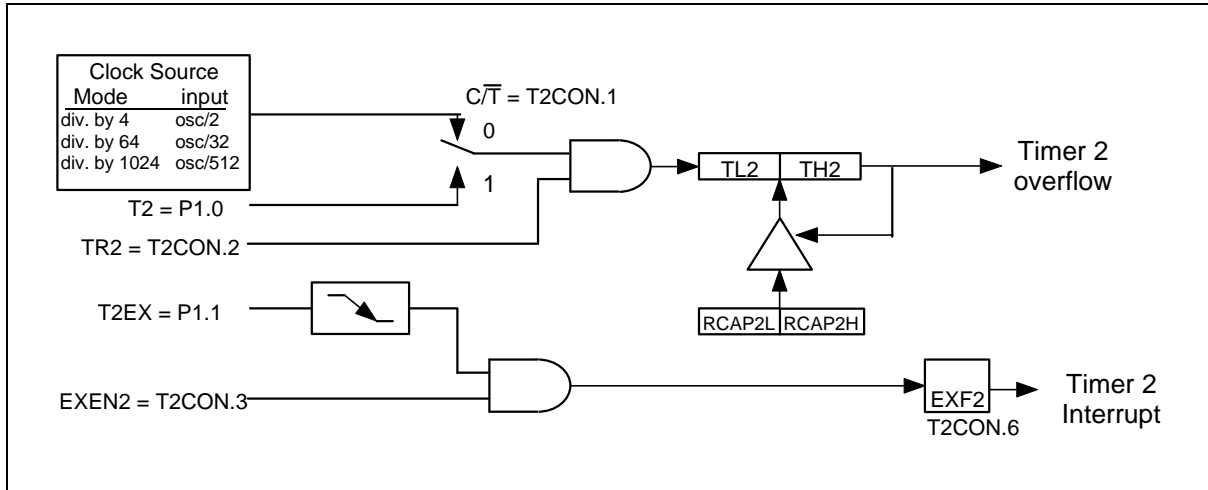 Clock Source
Mode input
div. by 4 osc/2
div. by 64 osc/32
div. by 1024 osc/512
C/T̅ = T2CON.1
0
1
T2 = P1.0
TR2 = T2CON.2
TL2 TH2
Timer 2
overflow
T2EX = P1.1
RCAP2L RCAP2H
EXEN2 = T2CON.3
EXF2
T2CON.6
Timer 2
Interrupt